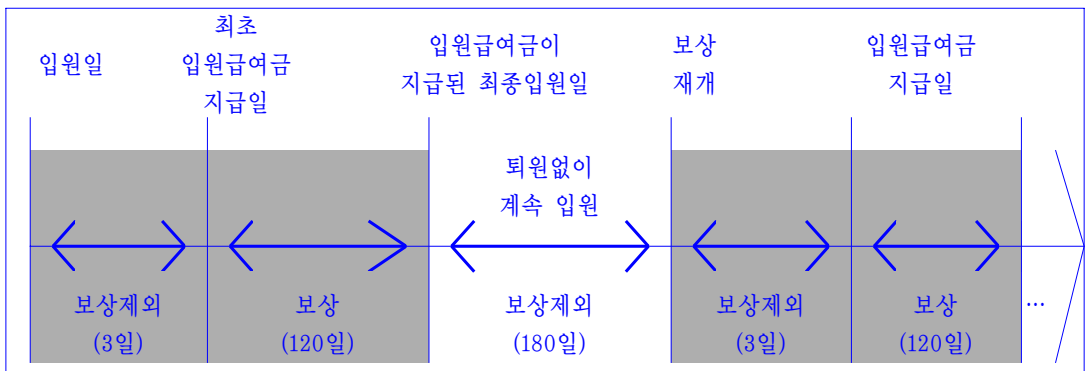 입원일
최초
입원급여금
지급일
입원급여금이
지급된 최종입원일
보상
재개
입원급여금
지급일
퇴원없이
계속 입원
보상제외
(3일)
보상
(120일)
보상제외
(180일)
보상제외
(3일)
보상
(120일)
…